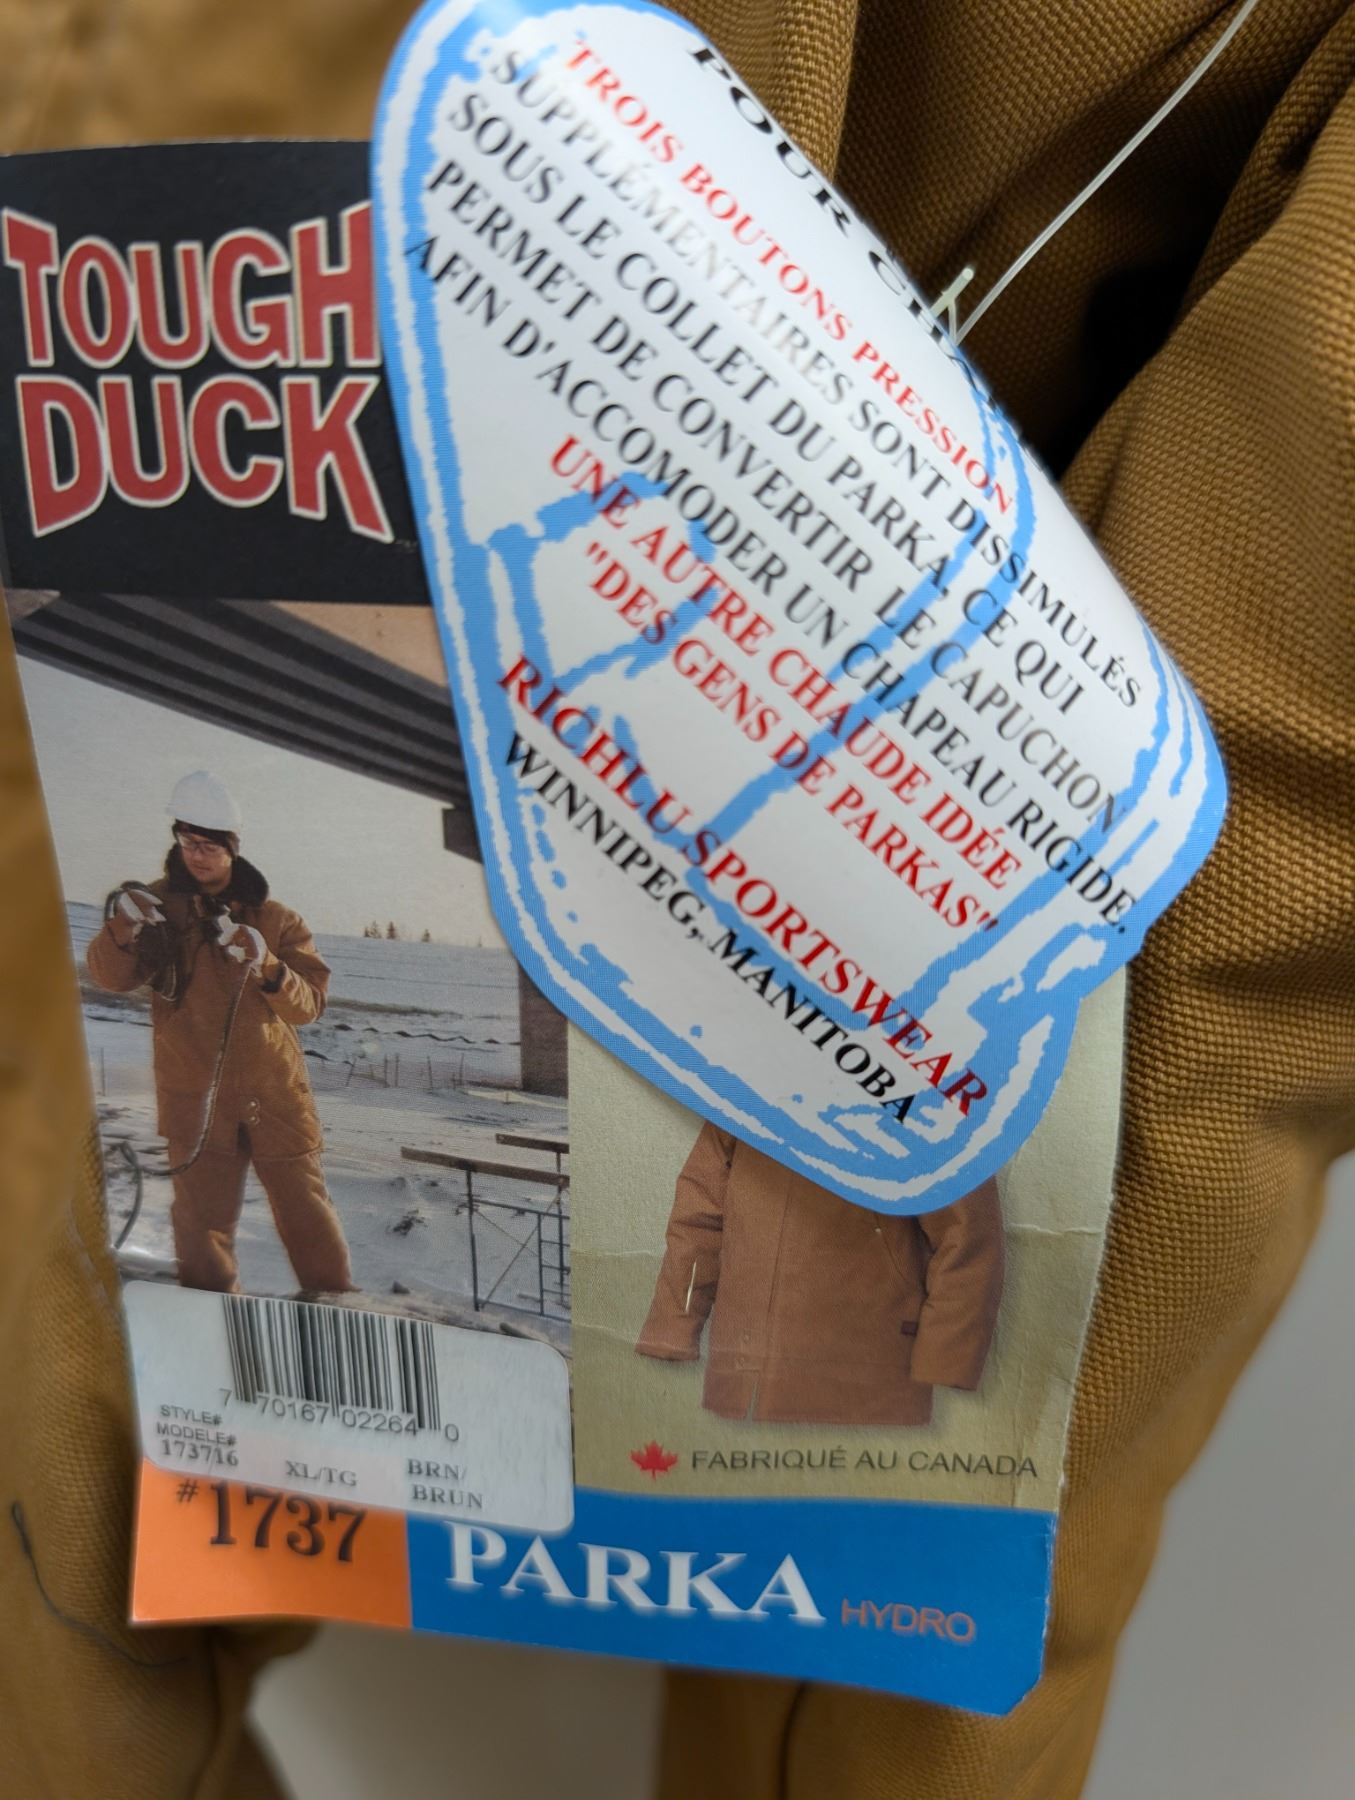 POUR
TROIS BOUTONS PRESSION
SUPPLÉMENTAIRES SONT DISSIMULÉS
SOUS LE COLLET DU PARKA, CE QUI
PERMET DE CONVERTIR LE CAPUCHON
AFIN D'ACCOMODER UN CHAPEAU RIGIDE.
UNE AUTRE CHAUDE IDÉE
"DES GENS DE PARKAS"
RICHLU SPORTSWEAR
WINNIPEG, MANITOBA
TOUGH
DUCK
7 70167 02264 0
STYLE#
MODELE#
173716
XL/TG
BRN/
BRUN
FABRIQUÉ AU CANADA
#1737
PARKA HYDRO